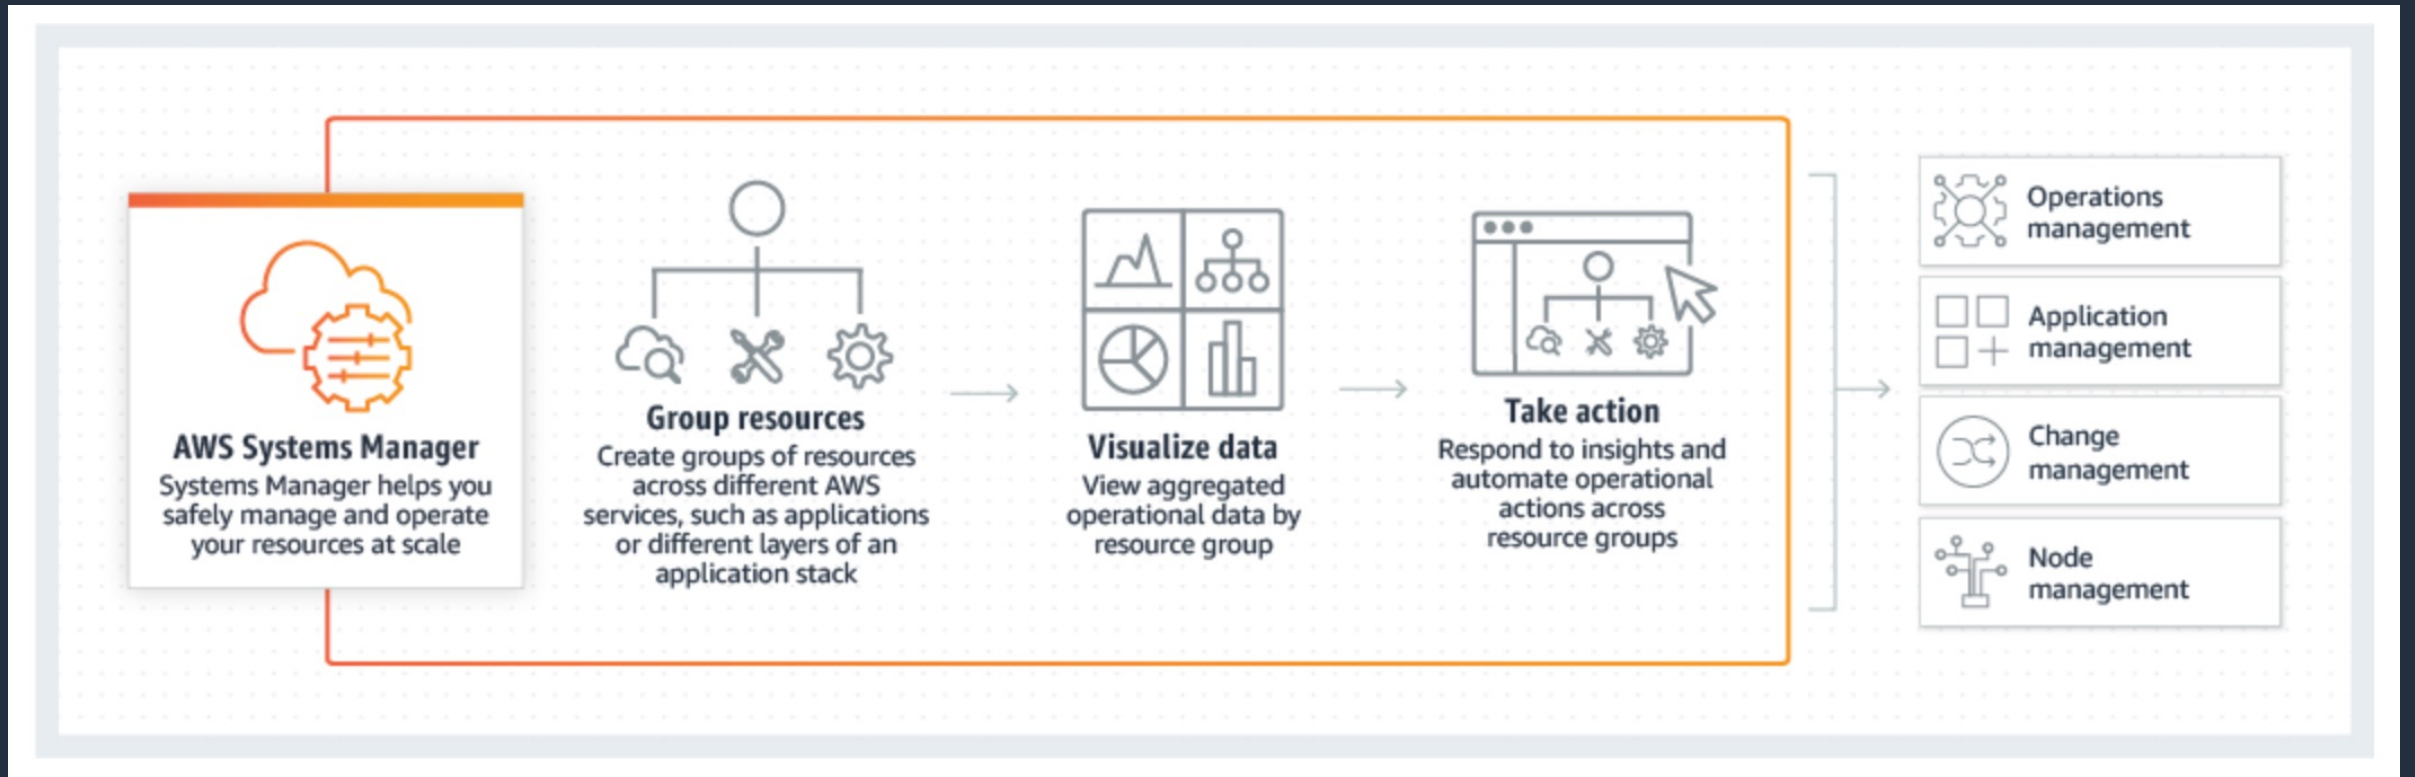 AWS Systems Manager
Systems Manager helps you
safely manage and operate
your resources at scale
Group resources
Create groups of resources
across different AWS
services, such as applications
or different layers of an
application stack
Visualize data
View aggregated
operational data by
resource group
Take action
Respond to insights and
automate operational
actions across
resource groups
Operations
management
Application
management
Change
management
Node
management